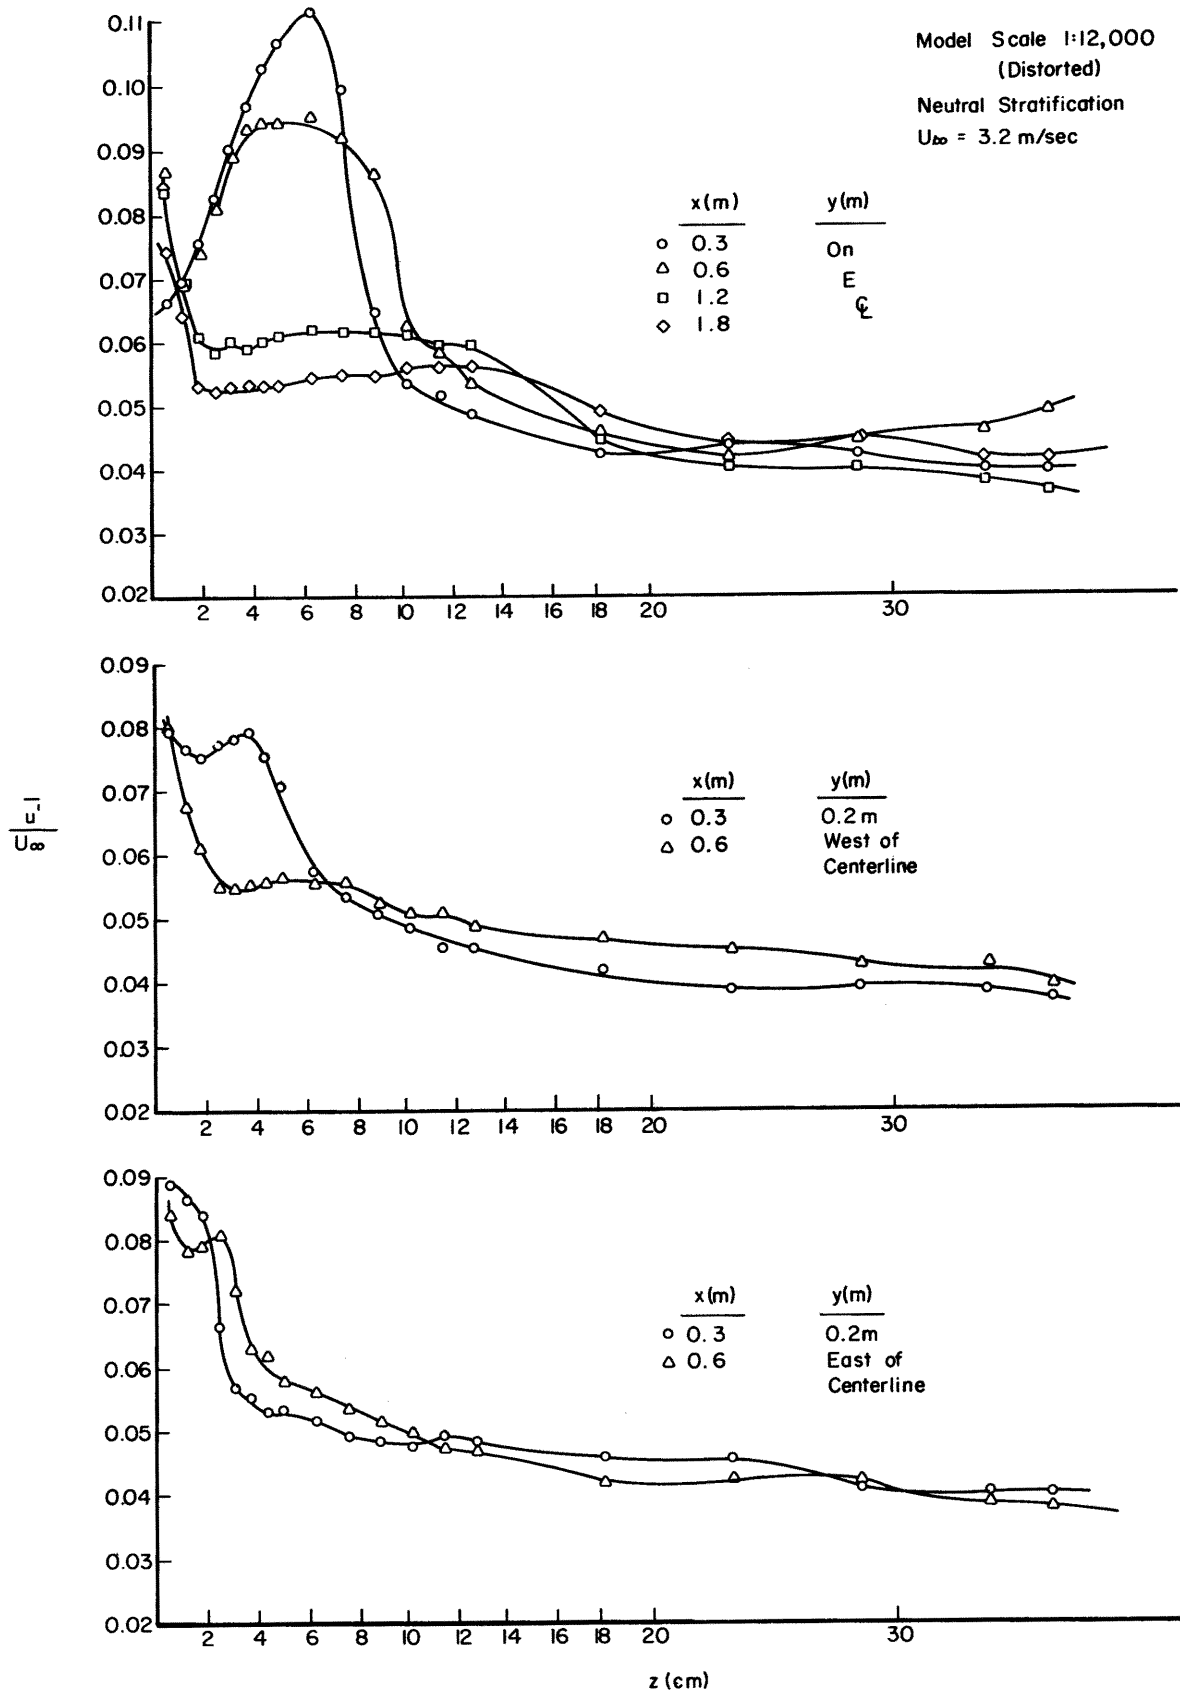 0.11
0.10
0.09
0.08
0.07
0.06
0.05
0.04
0.03
0.02
2 4 6 8 10 12 14 16 18 20 30
Model Scale 1:12,000
(Distorted)
Neutral Stratification
U∞ = 3.2 m/sec
x(m) y(m)
0.3 On
0.6 E
1.2 ℄
1.8
0.09
0.08
0.07
0.06
0.05
0.04
0.03
0.02
2 4 6 8 10 12 14 16 18 20 30
x(m) y(m)
0.3 0.2m
0.6 West of
Centerline
U∞
0.09
0.08
0.07
0.06
0.05
0.04
0.03
0.02
2 4 6 8 10 12 14 16 18 20 30
x(m) y(m)
0.3 0.2m
0.6 East of
Centerline
z (cm)